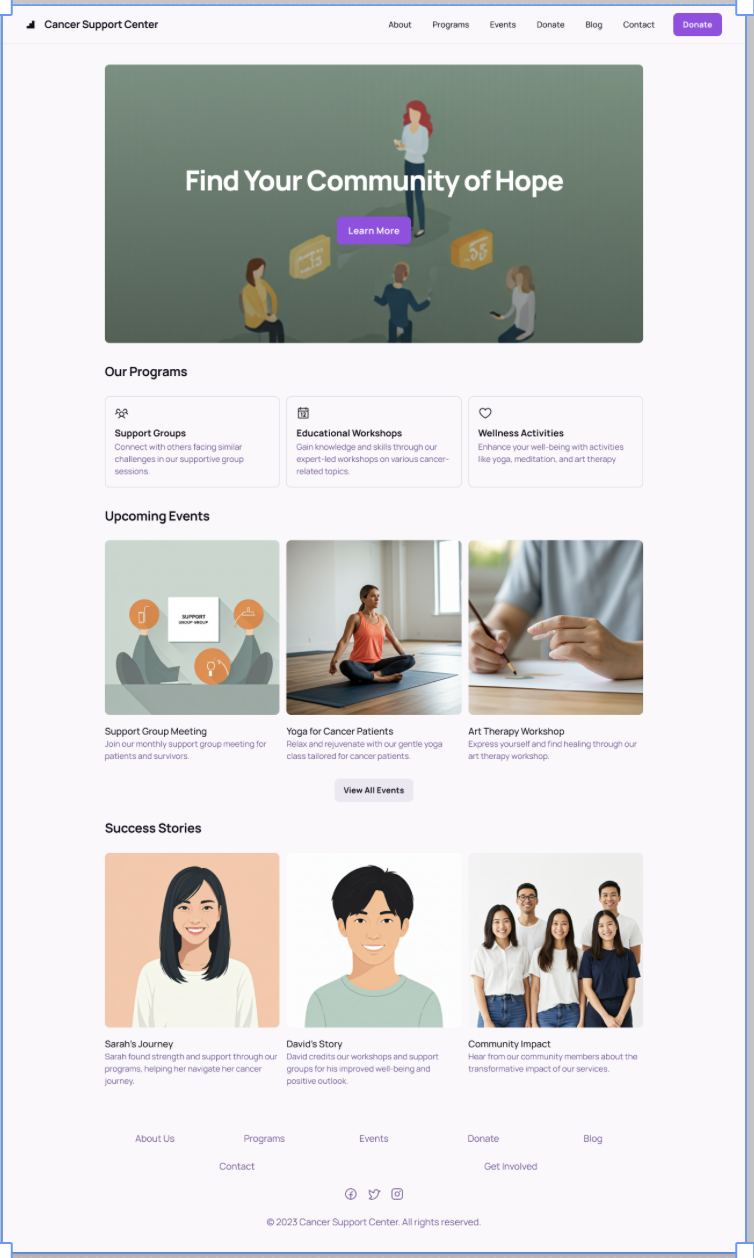 Cancer Support Center
About Programs Events Donate Blog Contact Donate
Find Your Community of Hope
Learn More
Our Programs
Support Groups
Connect with others facing similar
challenges in our supportive group
sessions.
Educational Workshops
Gain knowledge and skills through our
expert-led workshops on various cancer-
related topics.
Wellness Activities
Enhance your well-being with activities
like yoga, meditation, and art therapy
Upcoming Events
SUPPORT
GROUP GROUP
Support Group Meeting
Join our monthly support group meeting for
patients and survivors.
Yoga for Cancer Patients
Relax and rejuvenate with our gentle yoga
class tailored for cancer patients.
Art Therapy Workshop
Express yourself and find healing through our
art therapy workshop.
View All Events
Success Stories
Sarah's Journey
Sarah found strength and support through our
programs, helping her navigate her cancer
journey.
David's Story
David credits our workshops and support
groups for his improved well-being and
positive outlook.
Community Impact
Hear from our community members about the
transformative impact of our services.
About Us Programs Events Donate Blog
Contact Get Involved
© 2023 Cancer Support Center. All rights reserved.